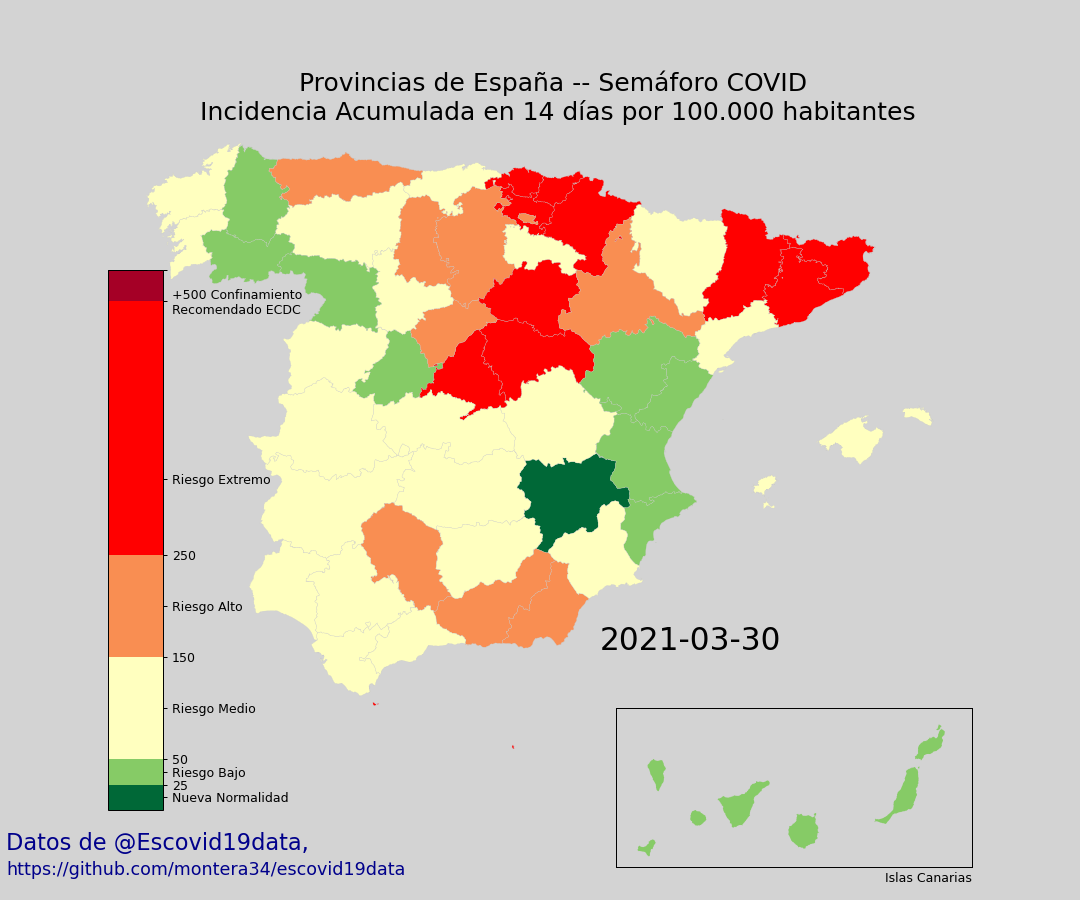 Provincias de España -- Semáforo COVID
Incidencia Acumulada en 14 días por 100.000 habitantes
+500 Confinamiento
Recomendado ECDC
Riesgo Extremo
250
Riesgo Alto
150
Riesgo Medio
50
Riesgo Bajo
25
Nueva Normalidad
2021-03-30
Islas Canarias
Datos de @Escovid19data,
https://github.com/montera34/escovid19data